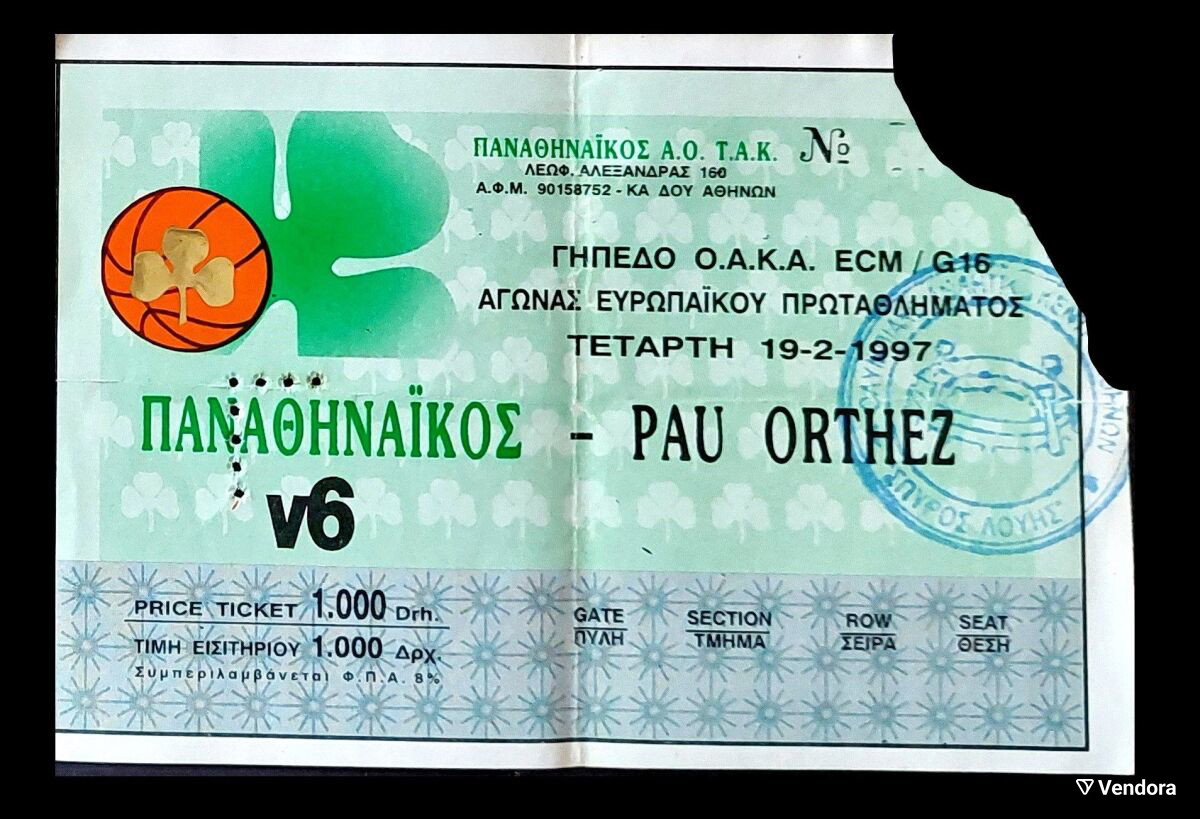 ΠΑΝΑΘΗΝΑΪΚΟΣ Α.Ο. Τ.Α.Κ. №
ΛΕΩΦ. ΑΛΕΞΑΝΔΡΑΣ 160
Α.Φ.Μ. 90158752 - ΚΑ ΔΟΥ ΑΘΗΝΩΝ
ΓΗΠΕΔΟ Ο.Α.Κ.Α. ECM / G16
ΑΓΩΝΑΣ ΕΥΡΩΠΑΪΚΟΥ ΠΡΩΤΑΘΛΗΜΑΤΟΣ
ΤΕΤΑΡΤΗ 19-2-1997
ΠΑΝΑΘΗΝΑΪΚΟΣ - PAU ORTHEZ
v6
ΛΟΥΗΣ
PRICE TICKET 1.000 Drh.
ΤΙΜΗ ΕΙΣΙΤΗΡΙΟΥ 1.000 Δρχ.
Συμπεριλαμβάνεται Φ.Π.Α. 8%
GATE SECTION ROW SEAT
ΠΥΛΗ ΤΜΗΜΑ ΣΕΙΡΑ ΘΕΣΗ
Vendora